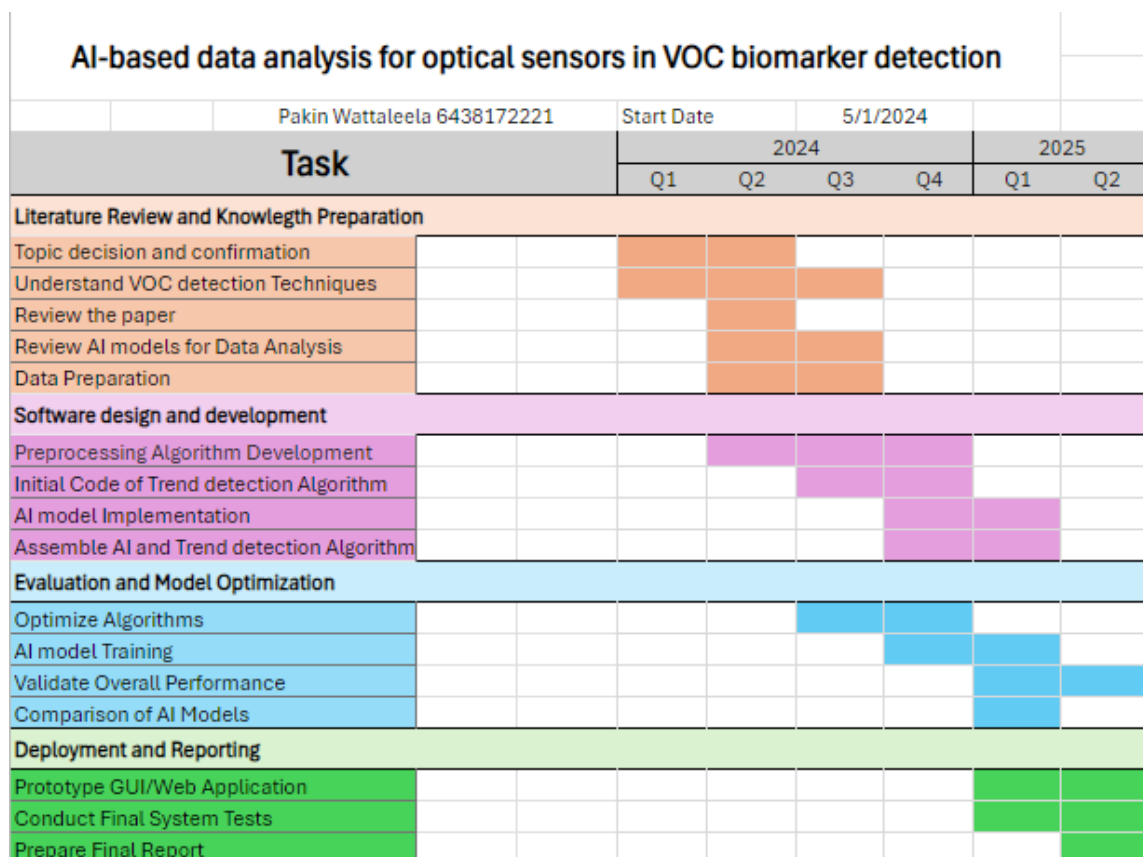 AI-based data analysis for optical sensors in VOC biomarker detection
Pakin Wattaleela 6438172221 Start Date 5/1/2024
Task 2024 2025
Q1 Q2 Q3 Q4 Q1 Q2
Literature Review and Knowlegth Preparation
Topic decision and confirmation
Understand VOC detection Techniques
Review the paper
Review AI models for Data Analysis
Data Preparation
Software design and development
Preprocessing Algorithm Development
Initial Code of Trend detection Algorithm
AI model Implementation
Assemble AI and Trend detection Algorithm
Evaluation and Model Optimization
Optimize Algorithms
AI model Training
Validate Overall Performance
Comparison of AI Models
Deployment and Reporting
Prototype GUI/Web Application
Conduct Final System Tests
Prepare Final Report